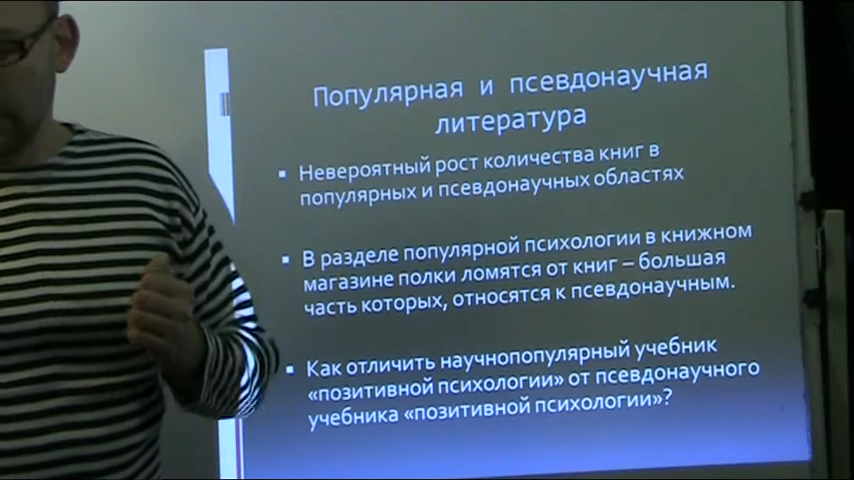 Популярная и псевдонаучная
литература
▪ Невероятный рост количества книг в
популярных и псевдонаучных областях
▪ В разделе популярной психологии в книжном
магазине полки ломятся от книг – большая
часть которых, относятся к псевдонаучным.
▪ Как отличить научнопопулярный учебник
«позитивной психологии» от псевдонаучного
учебника «позитивной психологии»?